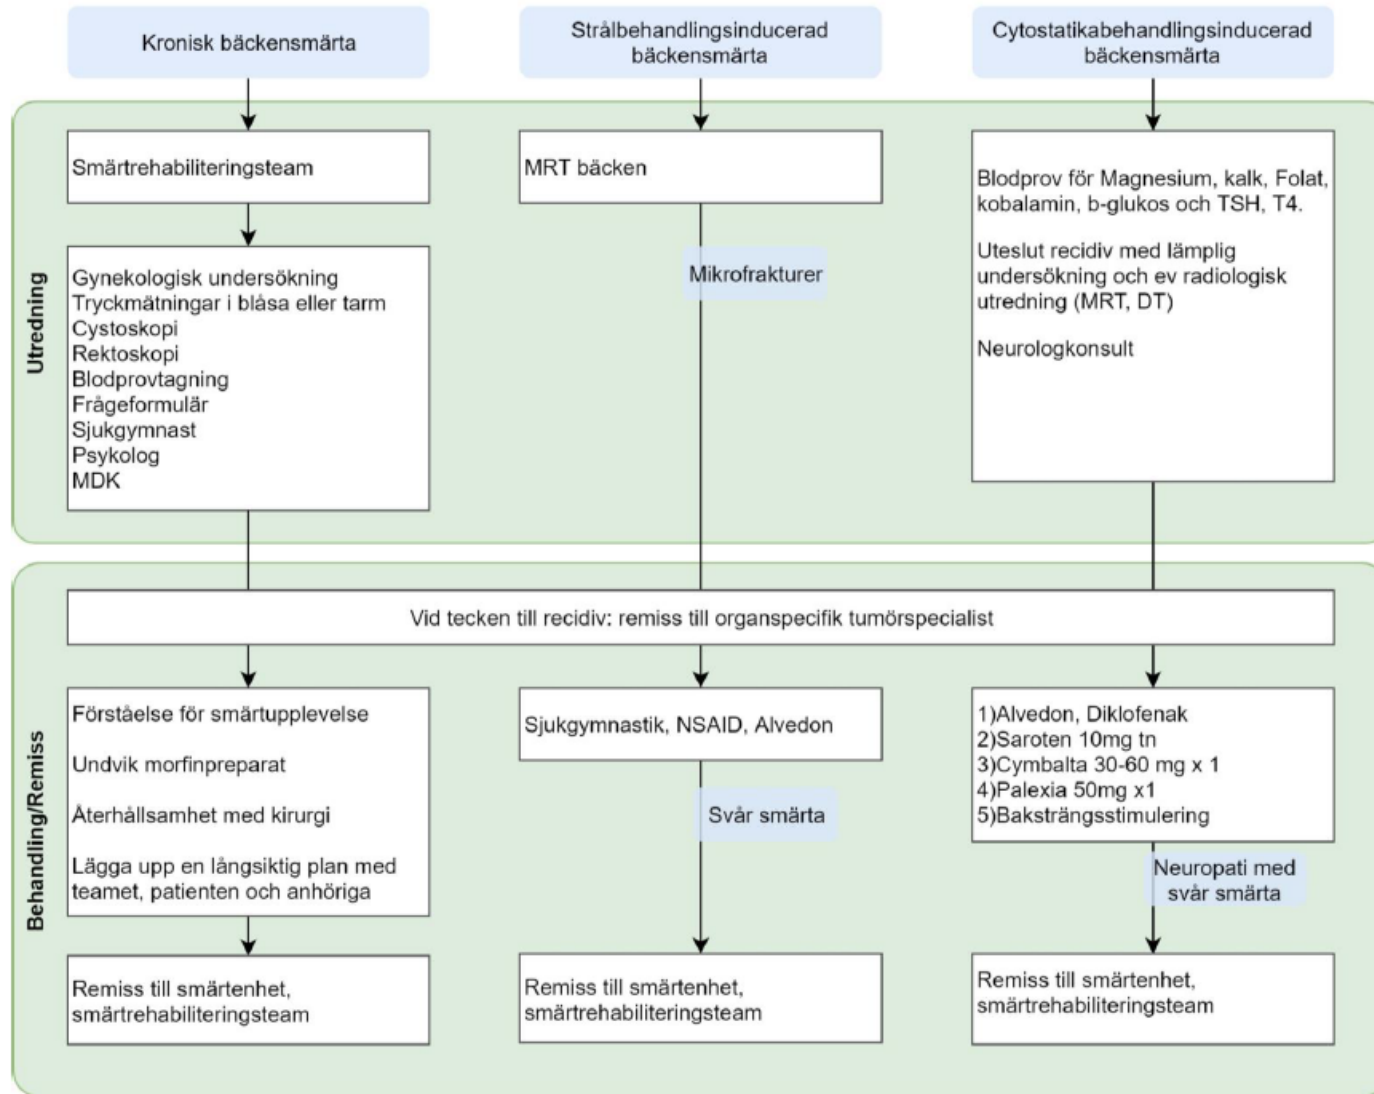 Kronisk bäckensmärta
Strålbehandlingsinducerad
bäckensmärta
Cytostatikabehandlingsinducerad
bäckensmärta
Utredning
Smärtrehabiliteringsteam
Gynekologisk undersökning
Tryckmätningar i blåsa eller tarm
Cystoskopi
Rektoskopi
Blodprovtagning
Frågeformulär
Sjukgymnast
Psykolog
MDK
MRT bäcken
Mikrofrakturer
Blodprov för Magnesium, kalk, Folat,
kobalamin, b-glukos och TSH, T4.
Uteslut recidiv med lämplig
undersökning och ev radiologisk
utredning (MRT, DT)
Neurologkonsult
Behandling/Remiss
Vid tecken till recidiv: remiss till organspecifik tumörspecialist
Förståelse för smärtupplevelse
Undvik morfinpreparat
Återhållsamhet med kirurgi
Lägga upp en långsiktig plan med
teamet, patienten och anhöriga
Remiss till smärtenhet,
smärtrehabiliteringsteam
Sjukgymnastik, NSAID, Alvedon
Svår smärta
Remiss till smärtenhet,
smärtrehabiliteringsteam
1)Alvedon, Diklofenak
2)Saroten 10mg tn
3)Cymbalta 30-60 mg x 1
4)Palexia 50mg x1
5)Baksträngsstimulering
Neuropati med
svår smärta
Remiss till smärtenhet,
smärtrehabiliteringsteam